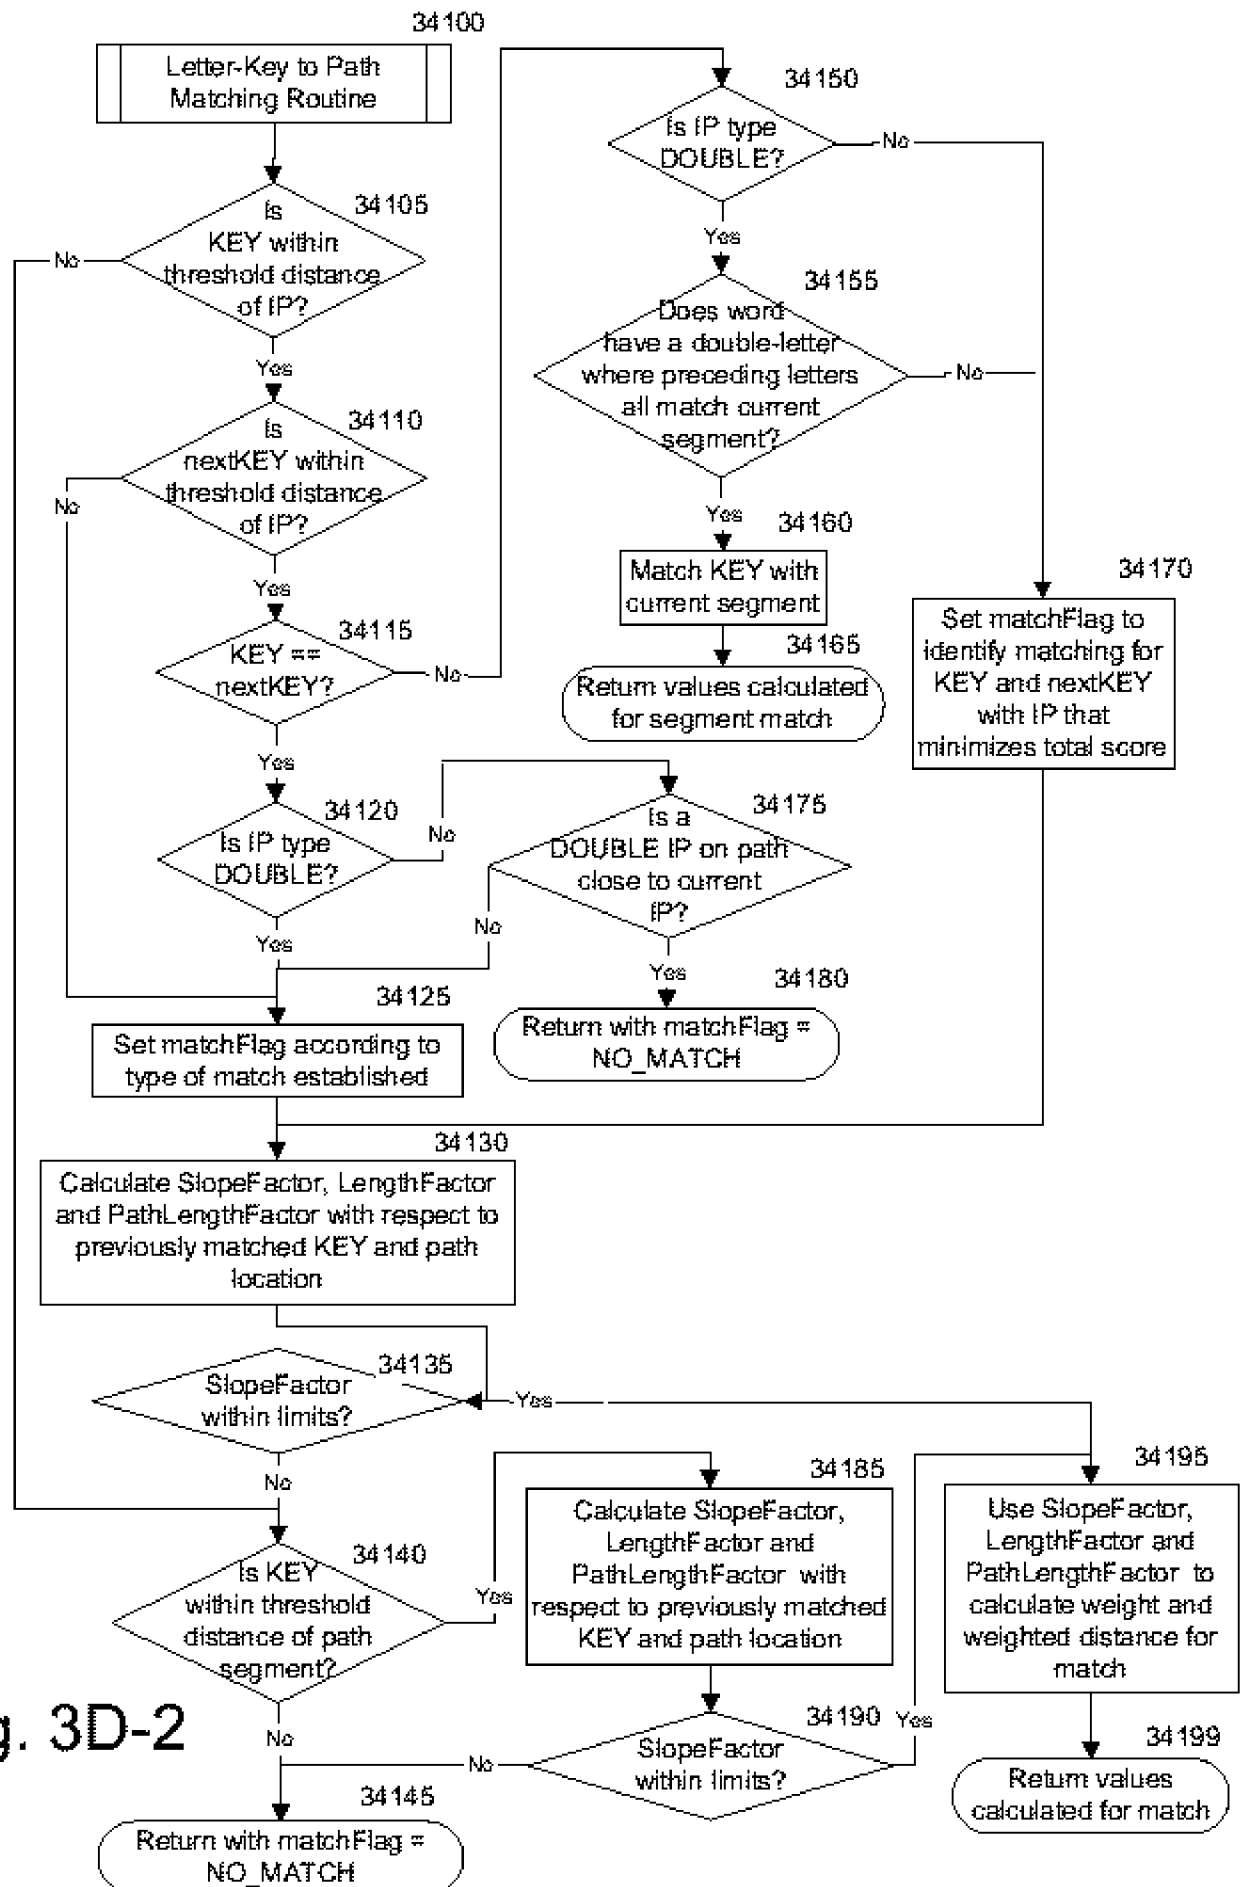 34100
Letter-Key to Path
Matching Routine
34105
Is
KEY within
threshold distance
of IP?
No
Yes
34110
Is
nextKEY within
threshold distance
of IP?
No
Yes
34115
KEY ==
nextKEY?
No
Yes
34120
Is IP type
DOUBLE?
No
Yes
34125
Set matchFlag according to
type of match established
34130
Calculate SlopeFactor, LengthFactor
and PathLengthFactor with respect to
previously matched KEY and path
location
34135
SlopeFactor
within limits?
Yes
No
34140
Is KEY
within threshold
distance of path
segment?
Yes
No
34145
Return with matchFlag =
NO_MATCH
34150
Is IP type
DOUBLE?
No
Yes
34155
Does word
have a double-letter
where preceding letters
all match current
segment?
No
Yes
34160
Match KEY with
current segment
34165
Return values calculated
for segment match
34170
Set matchFlag to
identify matching for
KEY and nextKEY
with IP that
minimizes total score
34175
Is a
DOUBLE IP on path
close to current
IP?
No
Yes
34180
Return with matchFlag =
NO_MATCH
34185
Calculate SlopeFactor,
LengthFactor and
PathLengthFactor with
respect to previously matched
KEY and path location
34190
SlopeFactor
within limits?
Yes
No
34195
Use SlopeFactor,
LengthFactor and
PathLengthFactor to
calculate weight and
weighted distance for
match
34199
Return values
calculated for match
g. 3D-2